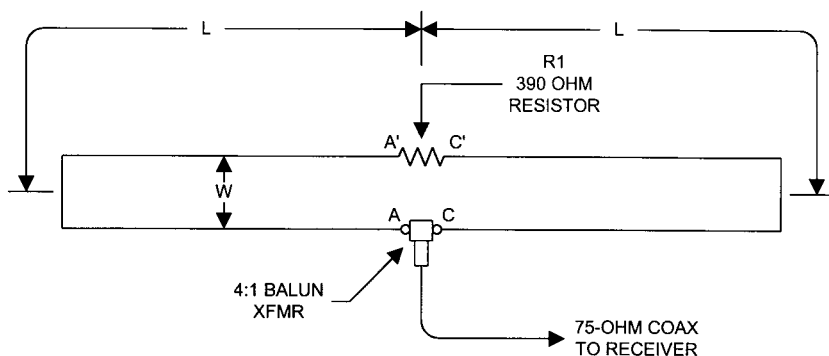 L
L
R1
390 OHM
RESISTOR
A'
C'
W
A
C
4:1 BALUN
XFMR
75-OHM COAX
TO RECEIVER